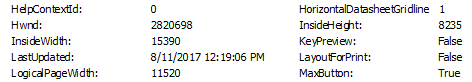 HelpContextId: 0 HorizontalDatasheetGridline 1
Hwnd: 2820698 InsideHeight: 8235
InsideWidth: 15390 KeyPreview: False
LastUpdated: 8/11/2017 12:19:06 PM LayoutForPrint: False
LogicalPageWidth: 11520 MaxButton: True